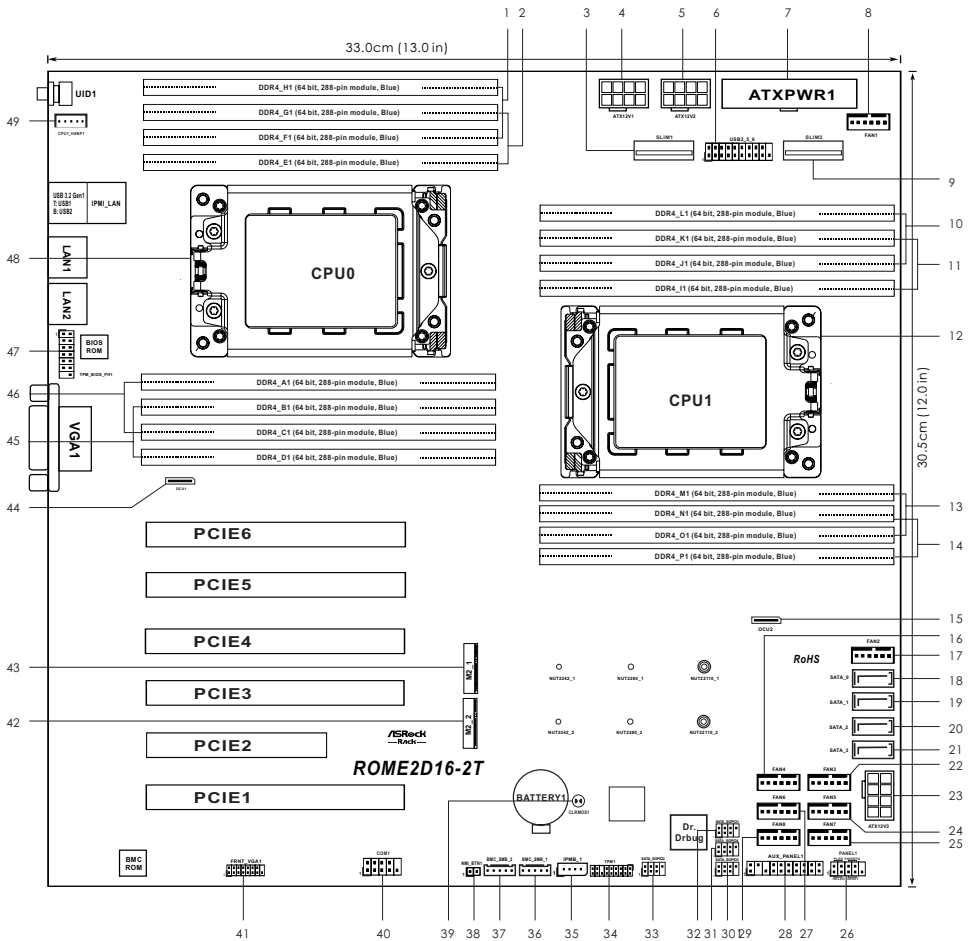 1 2 3 4 5 6 7 8
33.0cm (13.0 in)
UID1
49
CPU1_HSBP1
DDR4_H1 (64 bit, 288-pin module, Blue)
DDR4_G1 (64 bit, 288-pin module, Blue)
DDR4_F1 (64 bit, 288-pin module, Blue)
DDR4_E1 (64 bit, 288-pin module, Blue)
ATX12V1
ATX12V2
ATXPWR1
FAN1
SLIM1
USB3_5_6
SLIM2
9
USB 3.2 Gen1
T: USB1
B: USB2
IPMI_LAN
DDR4_L1 (64 bit, 288-pin module, Blue)
10
DDR4_K1 (64 bit, 288-pin module, Blue)
11
DDR4_J1 (64 bit, 288-pin module, Blue)
DDR4_I1 (64 bit, 288-pin module, Blue)
48
LAN1
CPU0
LAN2
12
47
BIOS
ROM
TPM_BIOS_PH1
CPU1
46
DDR4_A1 (64 bit, 288-pin module, Blue)
DDR4_B1 (64 bit, 288-pin module, Blue)
DDR4_C1 (64 bit, 288-pin module, Blue)
DDR4_D1 (64 bit, 288-pin module, Blue)
45
VGA1
30.5cm (12.0 in)
44
OCU1
DDR4_M1 (64 bit, 288-pin module, Blue)
13
DDR4_N1 (64 bit, 288-pin module, Blue)
DDR4_O1 (64 bit, 288-pin module, Blue)
14
DDR4_P1 (64 bit, 288-pin module, Blue)
PCIE6
PCIE5
PCIE4
PCIE3
PCIE2
PCIE1
15
OCU2
16
RoHS
FAN2
17
43
M2_1
NUT2242_1
NUT2280_1
NUT22110_1
SATA_0
18
SATA_1
19
42
M2_2
NUT2242_2
NUT2280_2
NUT22110_2
SATA_2
20
SATA_3
21
ASRock
Rack
ROME2D16-2T
22
FAN4
FAN3
23
ATX12V3
BATTERY1
CLRMOS1
39
FAN6
FAN5
24
Dr.
Drbug
FAN8
FAN7
25
BMC
ROM
FRNT_VGA1
COM1
NMI_BTN1
BMC_SMB_2
BMC_SMB_1
IPMB_1
TPM1
AUX_PANEL1
PANEL1
41 40 39 38 37 36 35 34 33 32 31 30 29 28 27 26